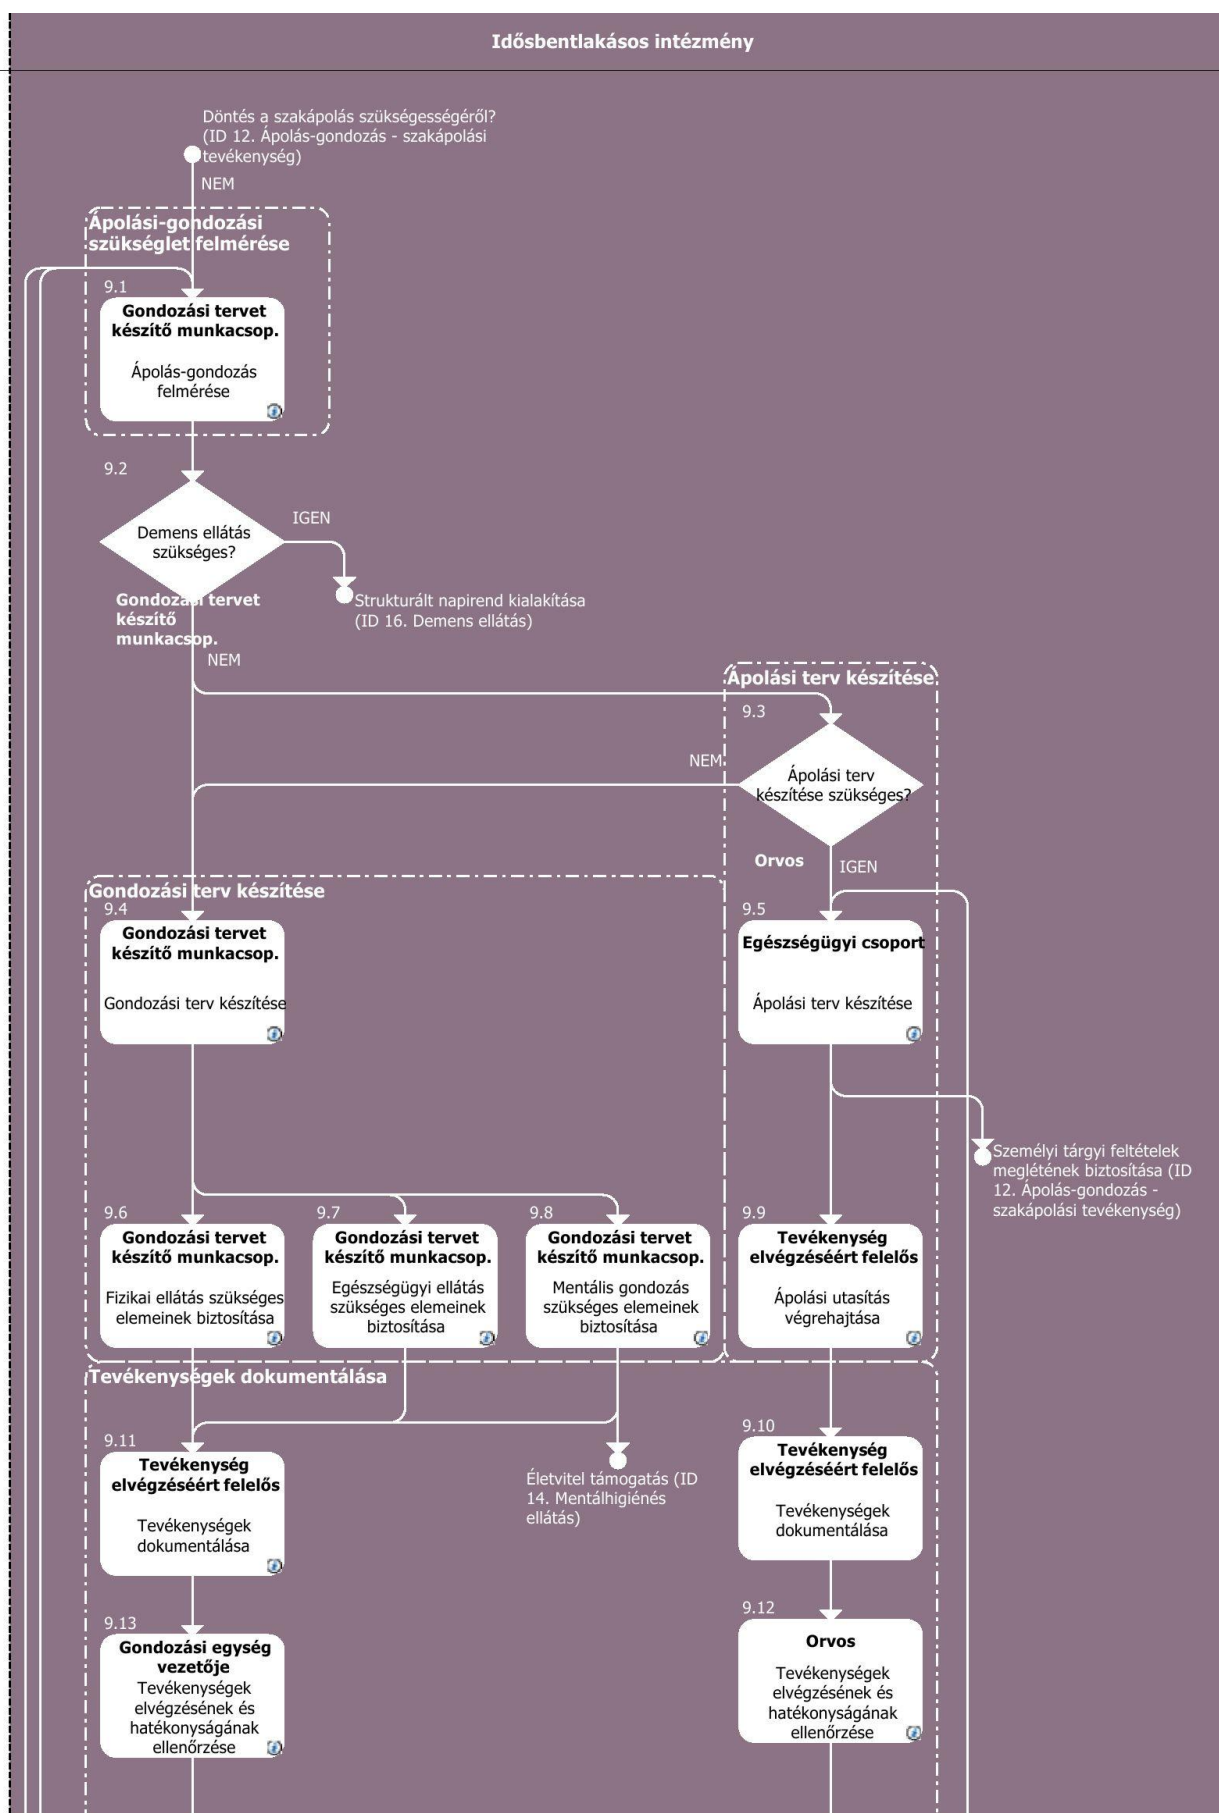 Idősbentlakásos intézmény
Döntés a szakápolás szükségességéről?
(ID 12. Ápolás-gondozás - szakápolási
tevékenység)
NEM
Ápolási-gondozási
szükséglet felmérése
9.1
Gondozási tervet
készítő munkacsop.
Ápolás-gondozás
felmérése
9.2
Demens ellátás
szükséges?
IGEN
Gondozási tervet
készítő
munkacsop.
Strukturált napirend kialakítása
(ID 16. Demens ellátás)
NEM
Ápolási terv készítése
9.3
NEM
Ápolási terv
készítése szükséges?
Orvos
IGEN
Gondozási terv készítése
9.4
Gondozási tervet
készítő munkacsop.
Gondozási terv készítése
9.5
Egészségügyi csoport
Ápolási terv készítése
Személyi tárgyi feltételek
meglétének biztosítása (ID
12. Ápolás-gondozás -
szakápolási tevékenység)
9.6
Gondozási tervet
készítő munkacsop.
Fizikai ellátás szükséges
elemeinek biztosítása
9.7
Gondozási tervet
készítő munkacsop.
Egészségügyi ellátás
szükséges elemeinek
biztosítása
9.8
Gondozási tervet
készítő munkacsop.
Mentális gondozás
szükséges elemeinek
biztosítása
9.9
Tevékenység
elvégzéséért felelős
Ápolási utasítás
végrehajtása
Tevékenységek dokumentálása
9.11
Tevékenység
elvégzéséért felelős
Tevékenységek
dokumentálása
Életvitel támogatás (ID
14. Mentálhigiénés
ellátás)
9.10
Tevékenység
elvégzéséért felelős
Tevékenységek
dokumentálása
9.13
Gondozási egység
vezetője
Tevékenységek
elvégzésének és
hatékonyságának
ellenőrzése
9.12
Orvos
Tevékenységek
elvégzésének és
hatékonyságának
ellenőrzése